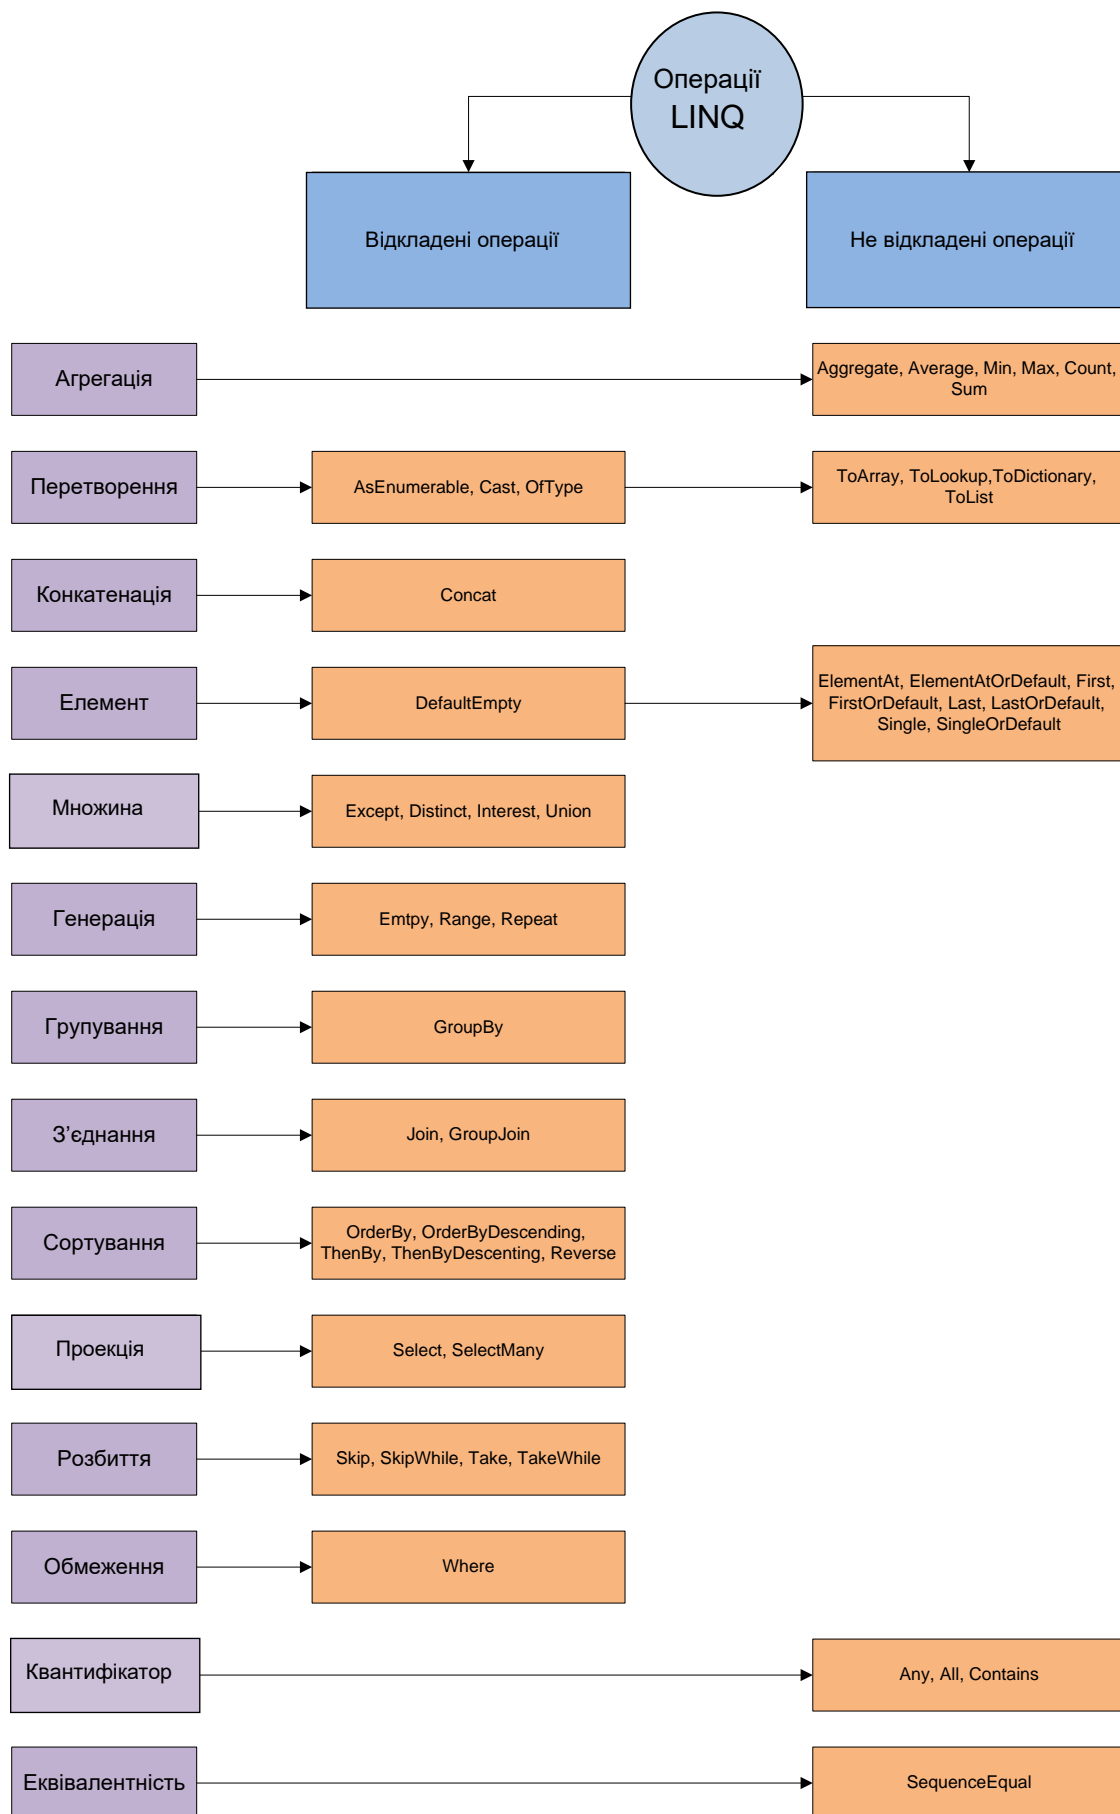 Операції
LINQ
Відкладені операції
Не відкладені операції
Агрегація
Aggregate, Average, Min, Max, Count,
Sum
Перетворення
AsEnumerable, Cast, OfType
ToArray, ToLookup,ToDictionary,
ToList
Конкатенація
Concat
Елемент
DefaultEmpty
ElementAt, ElementAtOrDefault, First,
FirstOrDefault, Last, LastOrDefault,
Single, SingleOrDefault
Множина
Except, Distinct, Interest, Union
Генерація
Emtpy, Range, Repeat
Групування
GroupBy
З’єднання
Join, GroupJoin
Сортування
OrderBy, OrderByDescending,
ThenBy, ThenByDescenting, Reverse
Проекція
Select, SelectMany
Розбиття
Skip, SkipWhile, Take, TakeWhile
Обмеження
Where
Квантифікатор
Any, All, Contains
Еквівалентність
SequenceEqual